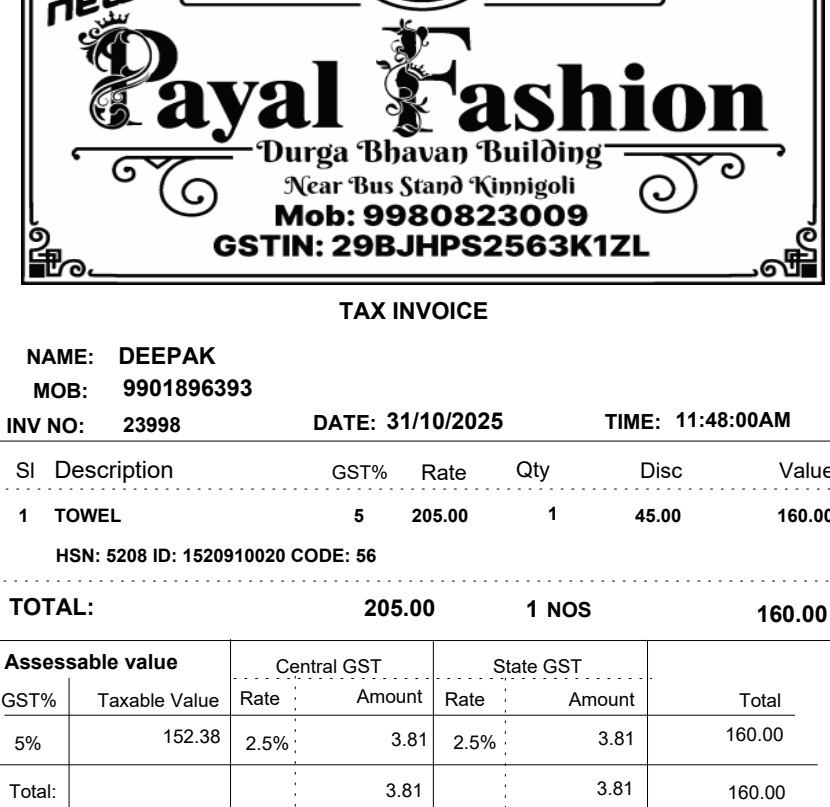 new
Payal Fashion
Durga Bhavan Building
Near Bus Stand Kinnigoli
Mob: 9980823009
GSTIN: 29BJHPS2563K1ZL
TAX INVOICE
NAME: DEEPAK
MOB: 9901896393
INV NO: 23998 DATE: 31/10/2025 TIME: 11:48:00AM
Sl Description GST% Rate Qty Disc Value
1 TOWEL 5 205.00 1 45.00 160.00
HSN: 5208 ID: 1520910020 CODE: 56
TOTAL: 205.00 1 NOS 160.00
Assessable value Central GST State GST
GST% Taxable Value Rate Amount Rate Amount Total
5% 152.38 2.5% 3.81 2.5% 3.81 160.00
Total: 3.81 3.81 160.00